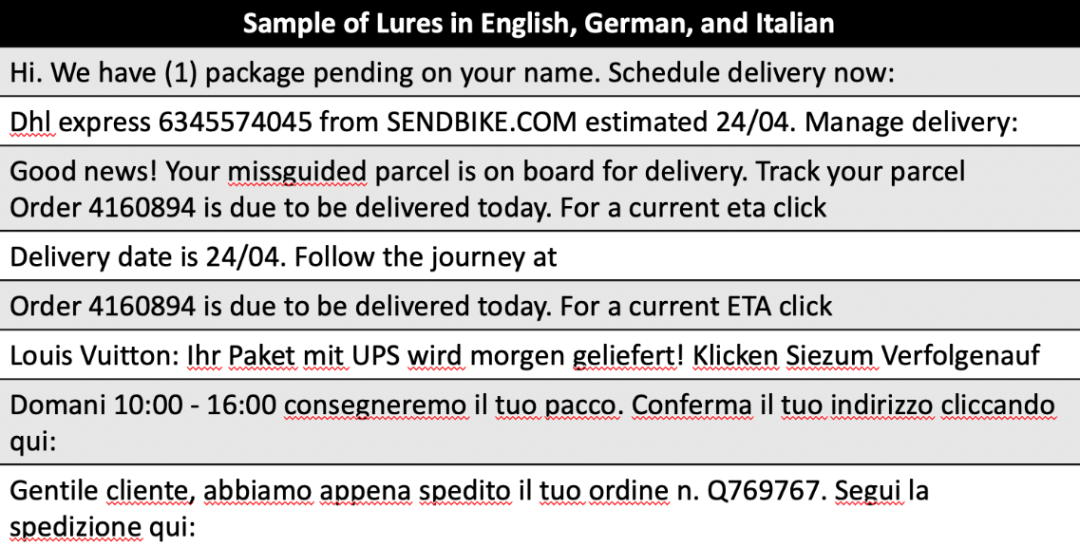 Sample of Lures in English, German, and Italian
Hi. We have (1) package pending on your name. Schedule delivery now:
Dhl express 6345574045 from SENDBIKE.COM estimated 24/04. Manage delivery:
Good news! Your missguided parcel is on board for delivery. Track your parcel
Order 4160894 is due to be delivered today. For a current eta click
Delivery date is 24/04. Follow the journey at
Order 4160894 is due to be delivered today. For a current ETA click
Louis Vuitton: Ihr Paket mit UPS wird morgen geliefert! Klicken Siezum Verfolgenauf
Domani 10:00 - 16:00 consegneremo il tuo pacco. Conferma il tuo indirizzo cliccando
qui:
Gentile cliente, abbiamo appena spedito il tuo ordine n. Q769767. Segui la
spedizione qui: